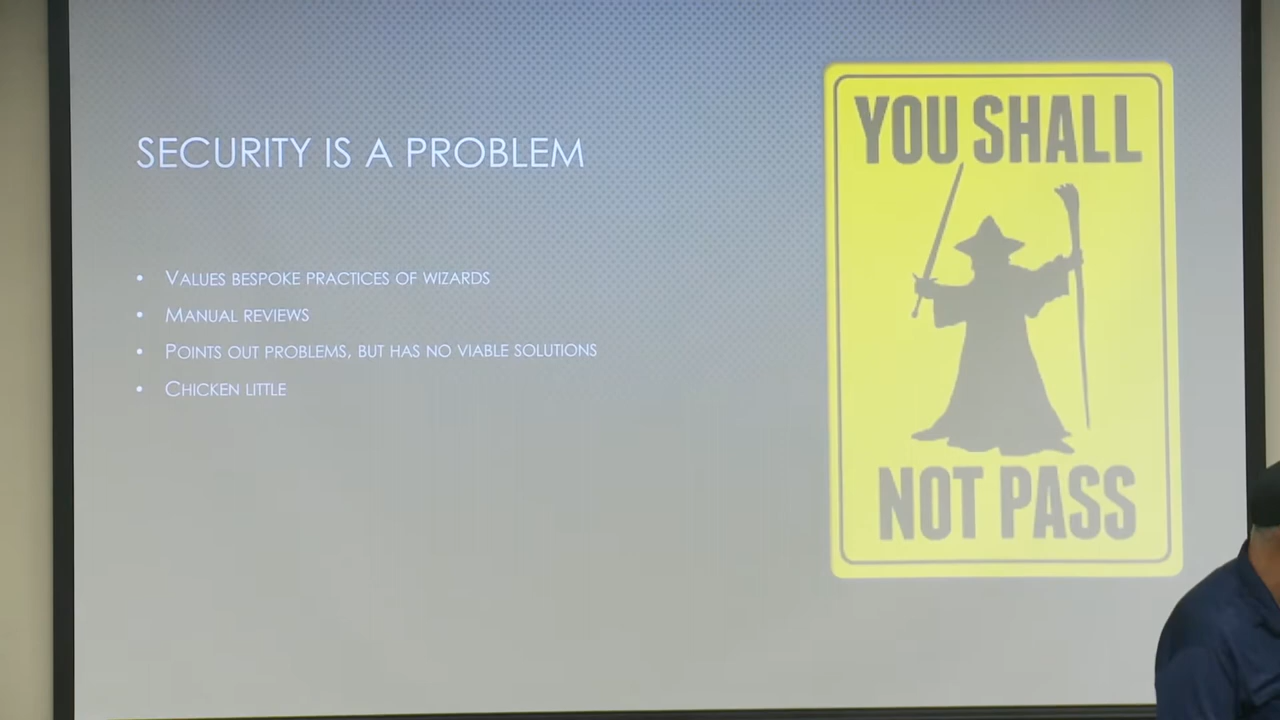 SECURITY IS A PROBLEM
• VALUES BESPOKE PRACTICES OF WIZARDS
• MANUAL REVIEWS
• POINTS OUT PROBLEMS, BUT HAS NO VIABLE SOLUTIONS
• CHICKEN LITTLE
YOU SHALL
NOT PASS